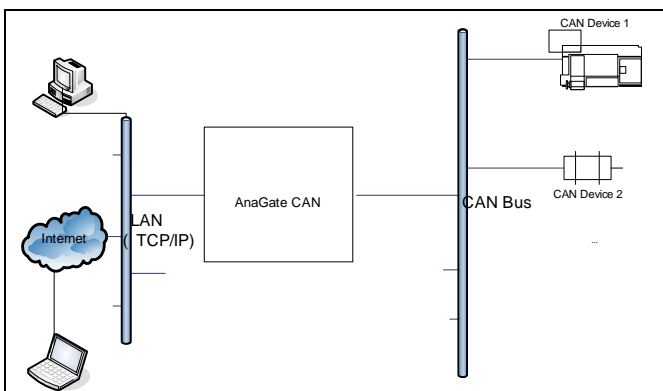 CAN Device 1
AnaGate CAN
LAN
( TCP/IP)
Internet
CAN Bus
CAN Device 2
...